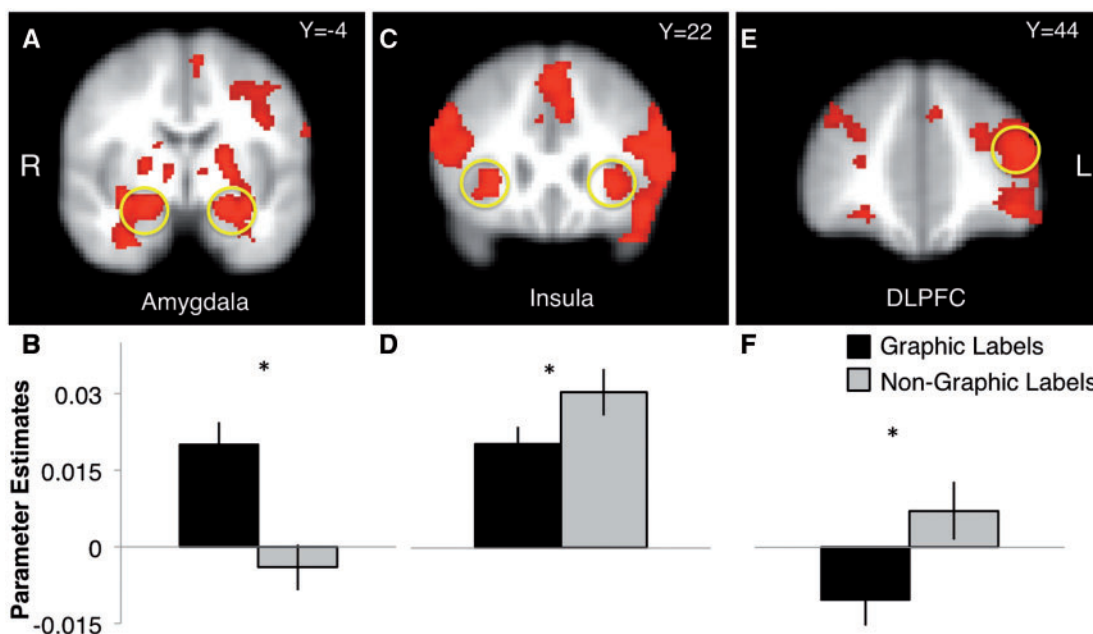 A Y=-4
C Y=22
E Y=44
R
L
Amygdala
Insula
DLPFC
B
D
F
Graphic Labels
Non-Graphic Labels
*
*
*
Parameter Estimates
0.03
0.015
0
-0.015